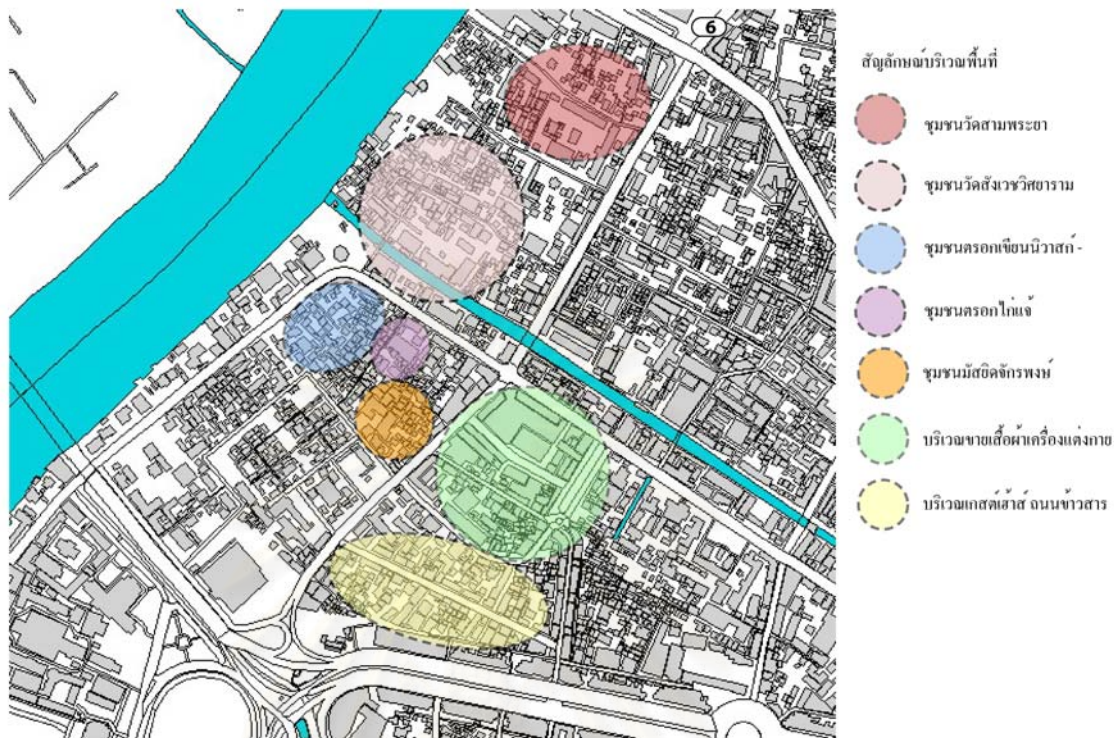 6
สัญลักษณ์บริเวณพื้นที่
ชุมชนวัดสามพระยา
ชุมชนวัดสังเวชวิศยาราม
ชุมชนตรอกเขียนนิวาสก์ -
ชุมชนตรอกไก่แจ้
ชุมชนมัสยิดจักรพงษ์
บริเวณขายเสื้อผ้าเครื่องแต่งกาย
บริเวณเกสต์เฮ้าส์ ถนนข้าวสาร